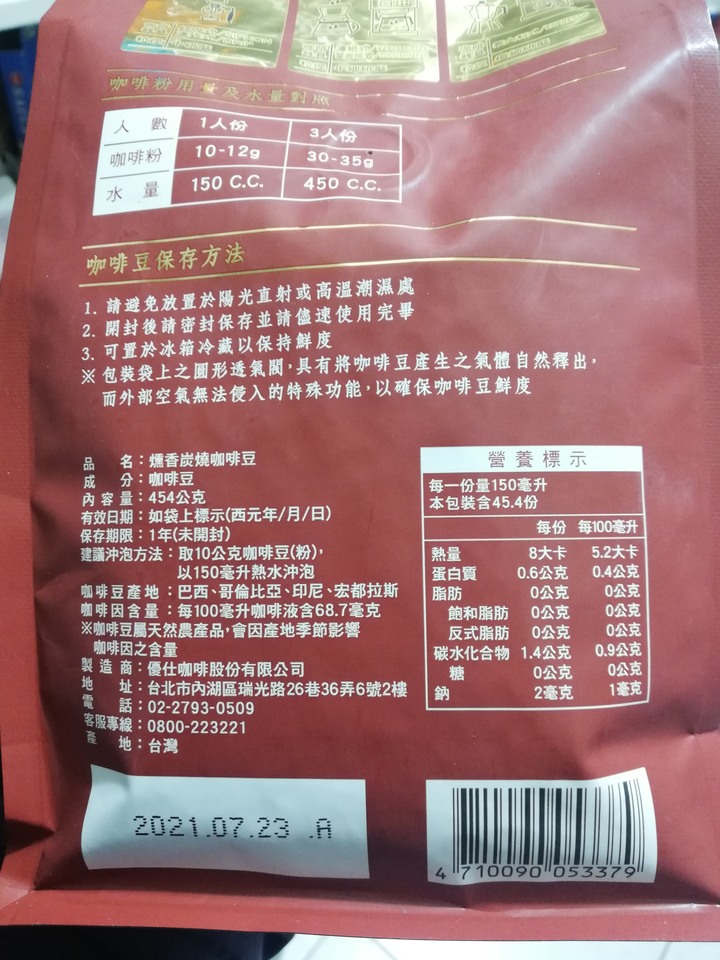 咖啡粉用量及水量對照
人 數 1人份 3人份
咖啡粉 10-12g 30-35g
水 量 150 C.C. 450 C.C.
咖啡豆保存方法
1. 請避免放置於陽光直射或高溫潮濕處
2. 開封後請密封保存並請儘速使用完畢
3. 可置於冰箱冷藏以保持鮮度
※ 包裝袋上之圓形透氣閥,具有將咖啡豆產生之氣體自然釋出,
而外部空氣無法侵入的特殊功能,以確保咖啡豆鮮度
品 名:燻香炭燒咖啡豆
成 分:咖啡豆
內容量:454公克
有效日期:如袋上標示(西元年/月/日)
保存期限:1年(未開封)
建議沖泡方法:取10公克咖啡豆(粉),
以150毫升熱水沖泡
咖啡豆產地:巴西、哥倫比亞、印尼、宏都拉斯
咖啡因含量:每100毫升咖啡液含68.7毫克
※咖啡豆屬天然農產品,會因產地季節影響
咖啡因之含量
製造商:優仕咖啡股份有限公司
地 址:台北市內湖區瑞光路26巷36弄6號2樓
電 話:02-2793-0509
客服專線:0800-223221
產 地:台灣
營養標示
每一份量150毫升
本包裝含45.4份
每份 每100毫升
熱量 8大卡 5.2大卡
蛋白質 0.6公克 0.4公克
脂肪 0公克 0公克
飽和脂肪 0公克 0公克
反式脂肪 0公克 0公克
碳水化合物 1.4公克 0.9公克
糖 0公克 0公克
鈉 2毫克 1毫克
2021.07.23 .A
4 710090 053379